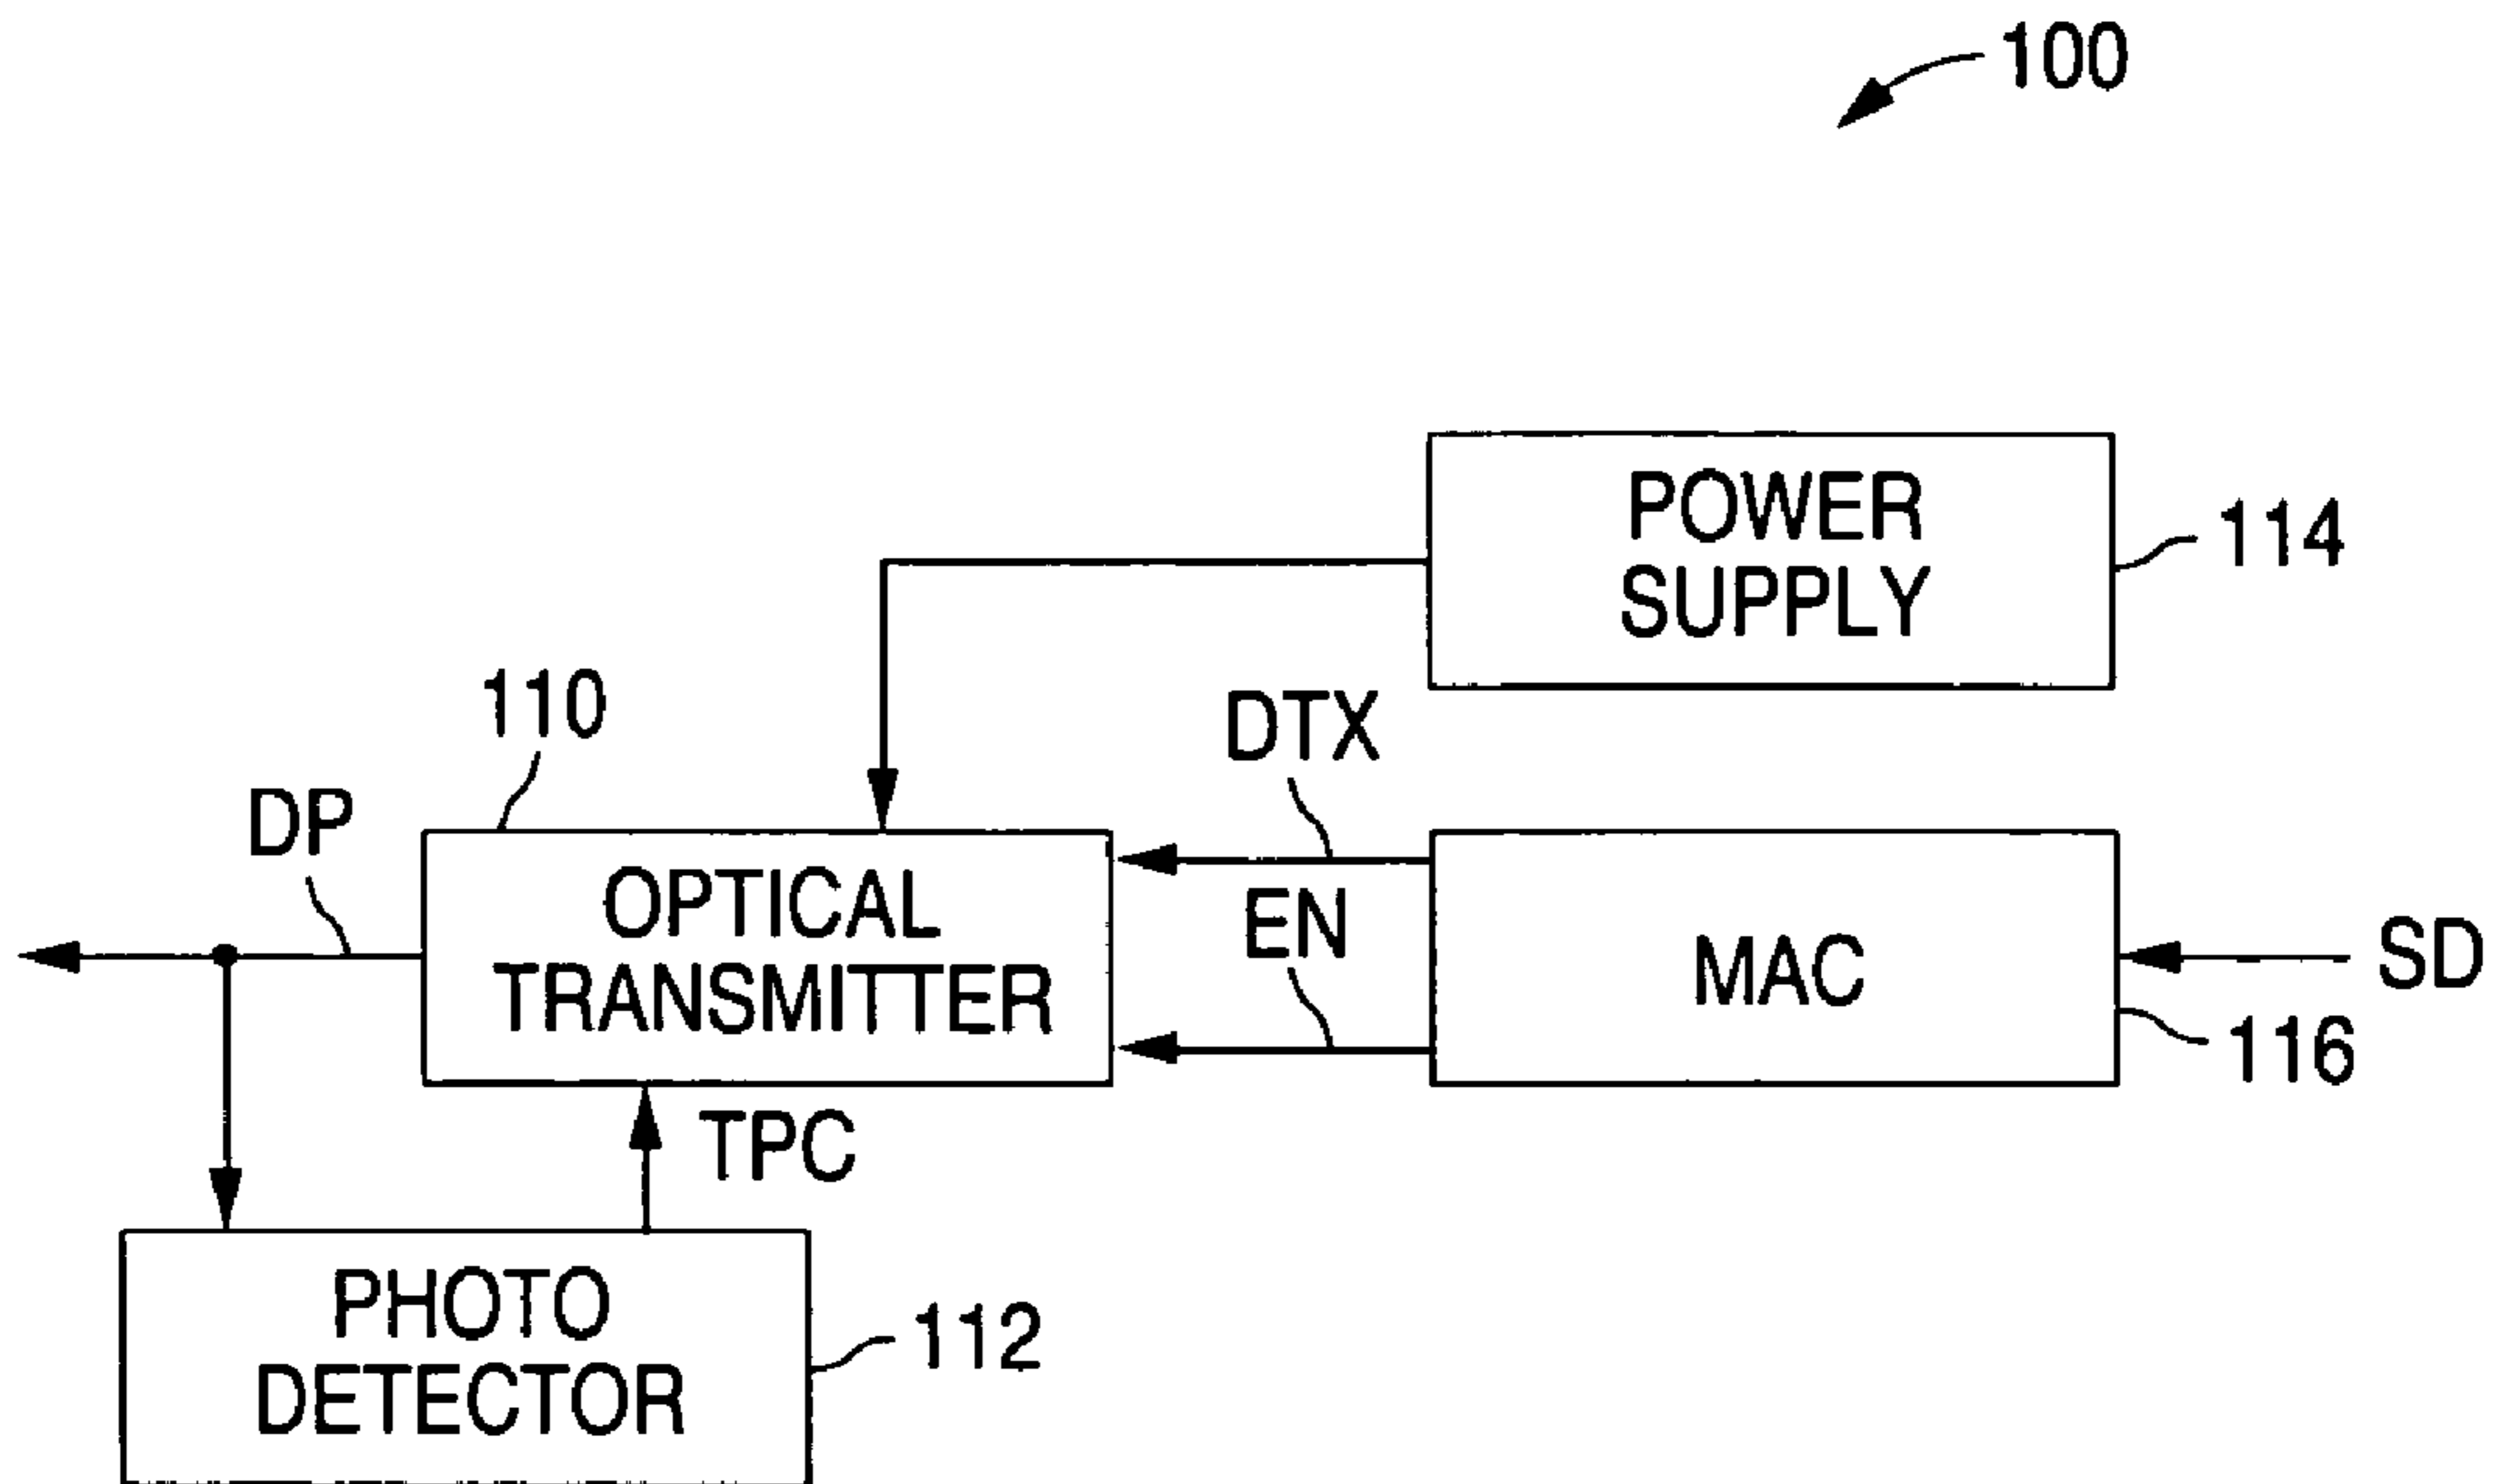 100
POWER
SUPPLY
114
110
DTX
DP
OPTICAL
TRANSMITTER
EN
MAC
SD
116
TPC
PHOTO
DETECTOR
112